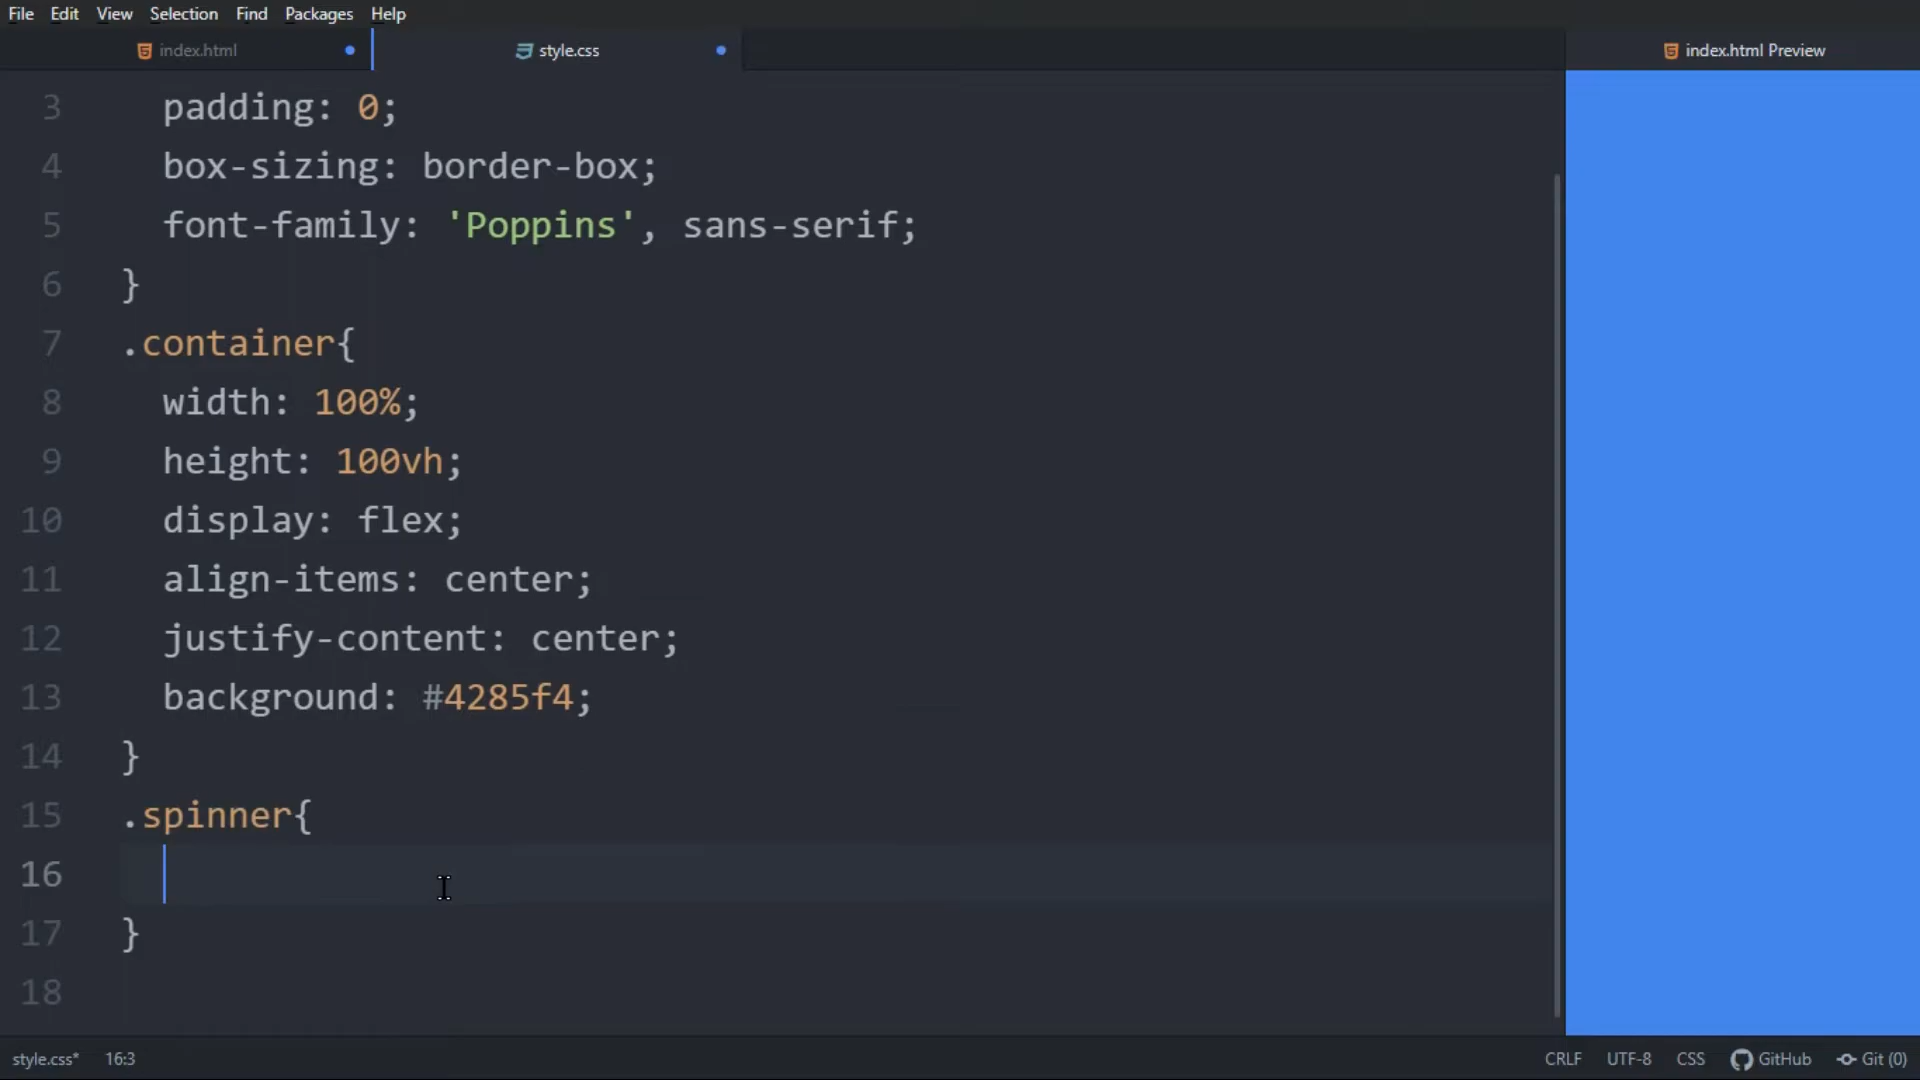 File Edit View Selection Find Packages Help
index.html style.css index.html Preview
3 padding: 0;
4 box-sizing: border-box;
5 font-family: 'Poppins', sans-serif;
6 }
7 .container{
8 width: 100%;
9 height: 100vh;
10 display: flex;
11 align-items: center;
12 justify-content: center;
13 background: #4285f4;
14 }
15 .spinner{
16
17 }
18
style.css* 16:3 CRLF UTF-8 CSS GitHub Git (0)